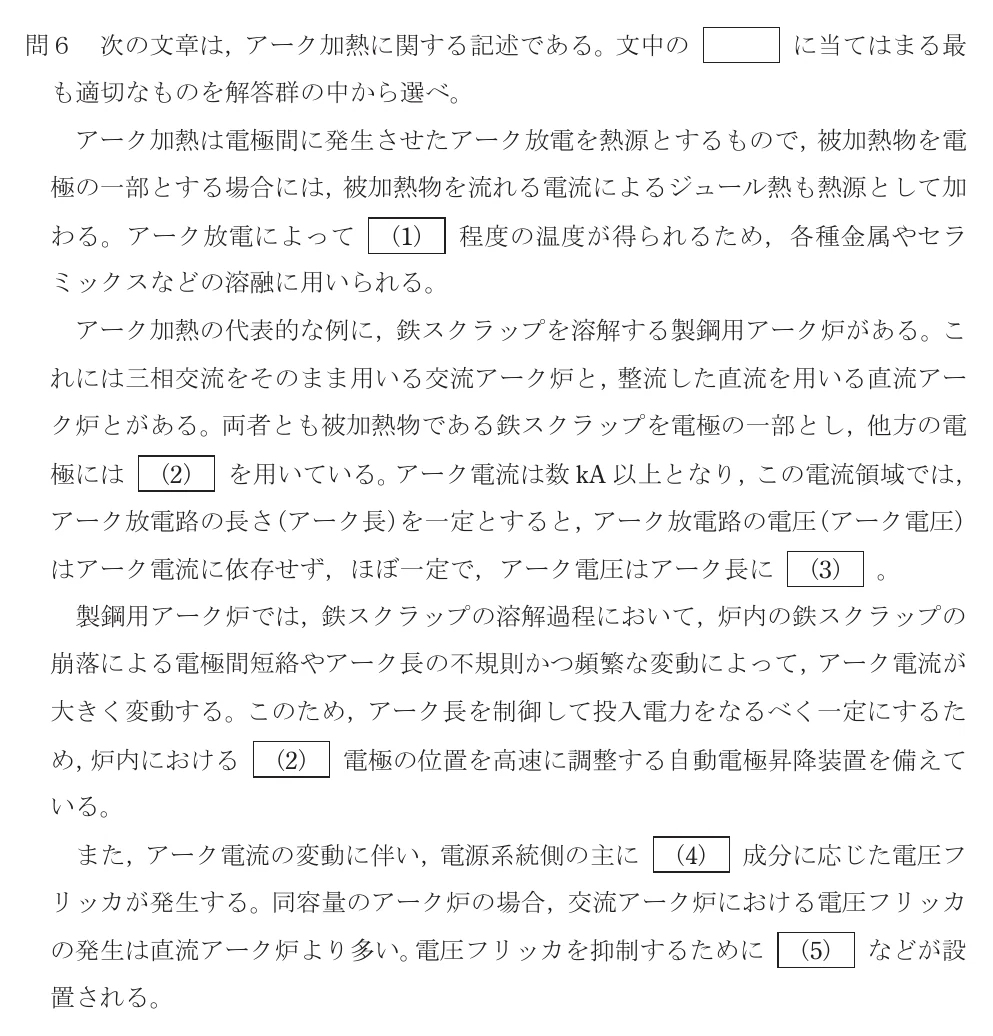 問6 次の文章は，アーク加熱に関する記述である。文中の に当てはまる最
も適切なものを解答群の中から選べ。
アーク加熱は電極間に発生させたアーク放電を熱源とするもので，被加熱物を電
極の一部とする場合には，被加熱物を流れる電流によるジュール熱も熱源として加
わる。アーク放電によって (1) 程度の温度が得られるため，各種金属やセラ
ミックスなどの溶融に用いられる。
アーク加熱の代表的な例に，鉄スクラップを溶解する製鋼用アーク炉がある。こ
れには三相交流をそのまま用いる交流アーク炉と，整流した直流を用いる直流アー
ク炉とがある。両者とも被加熱物である鉄スクラップを電極の一部とし，他方の電
極には (2) を用いている。アーク電流は数 kA 以上となり，この電流領域では，
アーク放電路の長さ(アーク長)を一定とすると，アーク放電路の電圧(アーク電圧)
はアーク電流に依存せず，ほぼ一定で，アーク電圧はアーク長に (3) 。
製鋼用アーク炉では，鉄スクラップの溶解過程において，炉内の鉄スクラップの
崩落による電極間短絡やアーク長の不規則かつ頻繁な変動によって，アーク電流が
大きく変動する。このため，アーク長を制御して投入電力をなるべく一定にするた
め，炉内における (2) 電極の位置を高速に調整する自動電極昇降装置を備えて
いる。
また，アーク電流の変動に伴い，電源系統側の主に (4) 成分に応じた電圧フ
リッカが発生する。同容量のアーク炉の場合，交流アーク炉における電圧フリッカ
の発生は直流アーク炉より多い。電圧フリッカを抑制するために (5) などが設
置される。